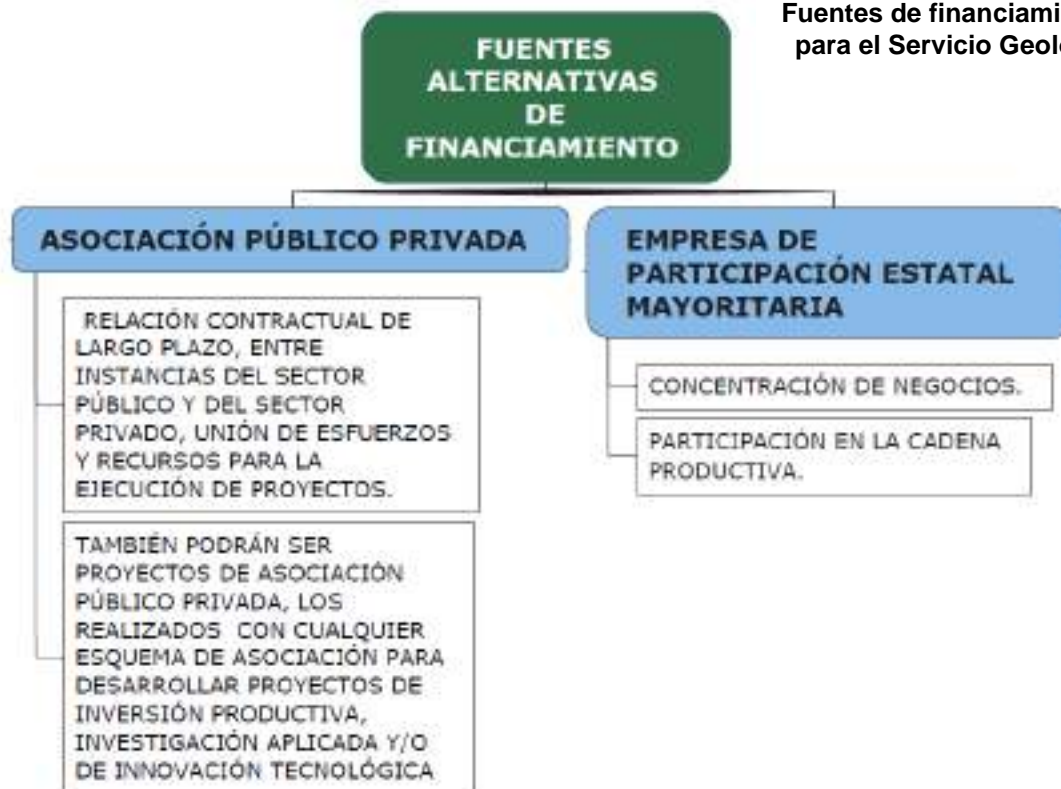 Fuentes de
para el Servicio
FUENTES
ALTERNATIVAS
DE
FINANCIAMIENTO
ASOCIACIÓN PÚBLICO PRIVADA
RELACIÓN CONTRACTUAL DE
LARGO PLAZO, ENTRE
INSTANCIAS DEL SECTOR
PÚBLICO Y DEL SECTOR
PRIVADO, UNIÓN DE ESFUERZOS
Y RECURSOS PARA LA
EJECUCIÓN DE PROYECTOS.
TAMBIÉN PODRÁN SER
PROYECTOS DE ASOCIACIÓN
PÚBLICO PRIVADA, LOS
REALIZADOS CON CUALQUIER
ESQUEMA DE ASOCIACIÓN PARA
DESARROLLAR PROYECTOS DE
INVERSIÓN PRODUCTIVA,
INVESTIGACIÓN APLICADA Y/O
DE INNOVACIÓN TECNOLÓGICA
EMPRESA DE
PARTICIPACIÓN ESTATAL
MAYORITARIA
CONCENTRACIÓN DE NEGOCIOS.
PARTICIPACIÓN EN LA CADENA
PRODUCTIVA.